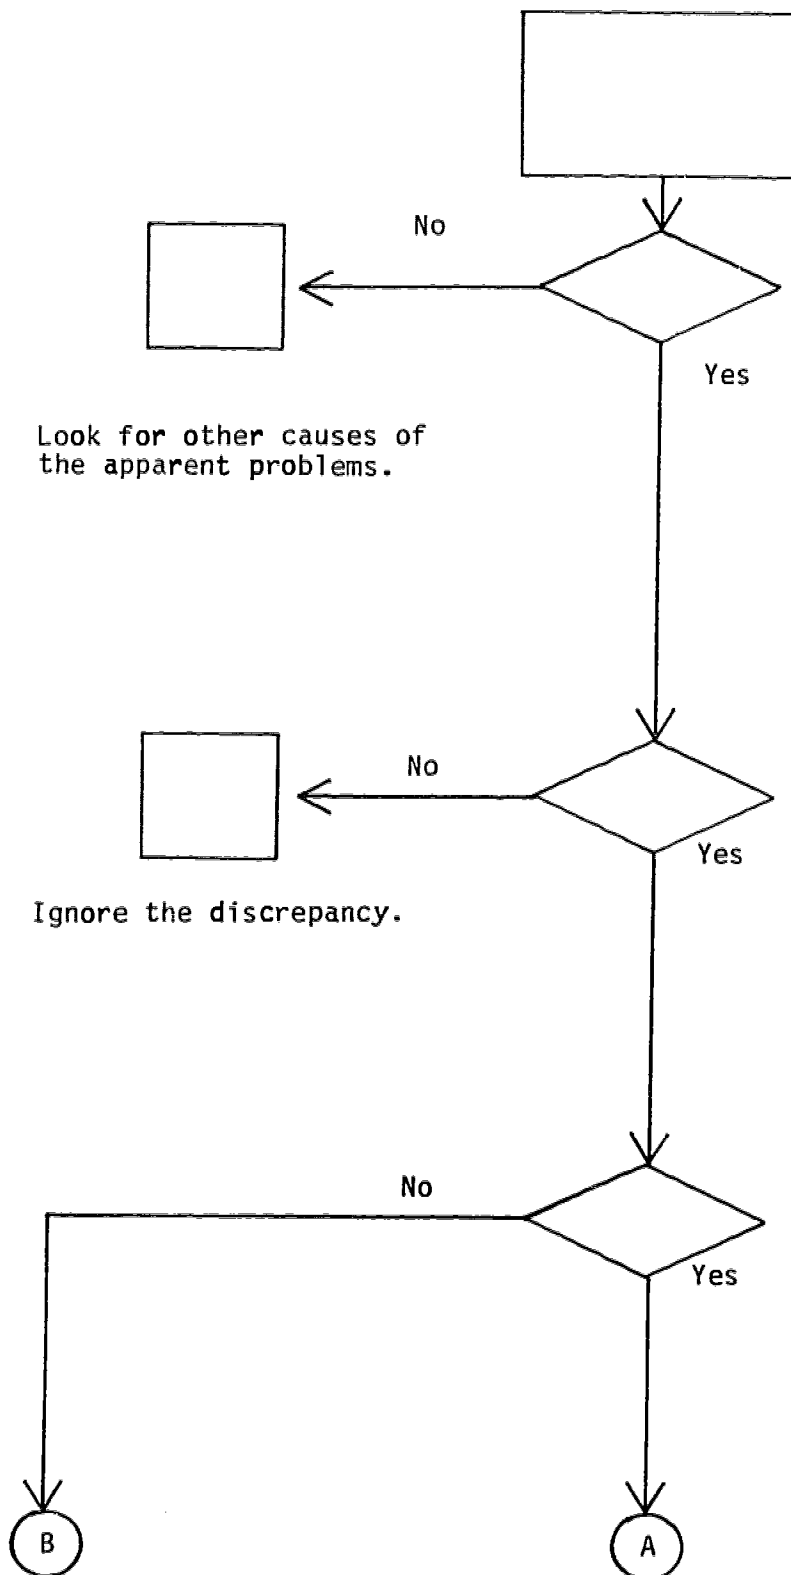 No
Yes
Look for other causes of
the apparent problems.
No
Yes
Ignore the discrepancy.
No
Yes
B
A